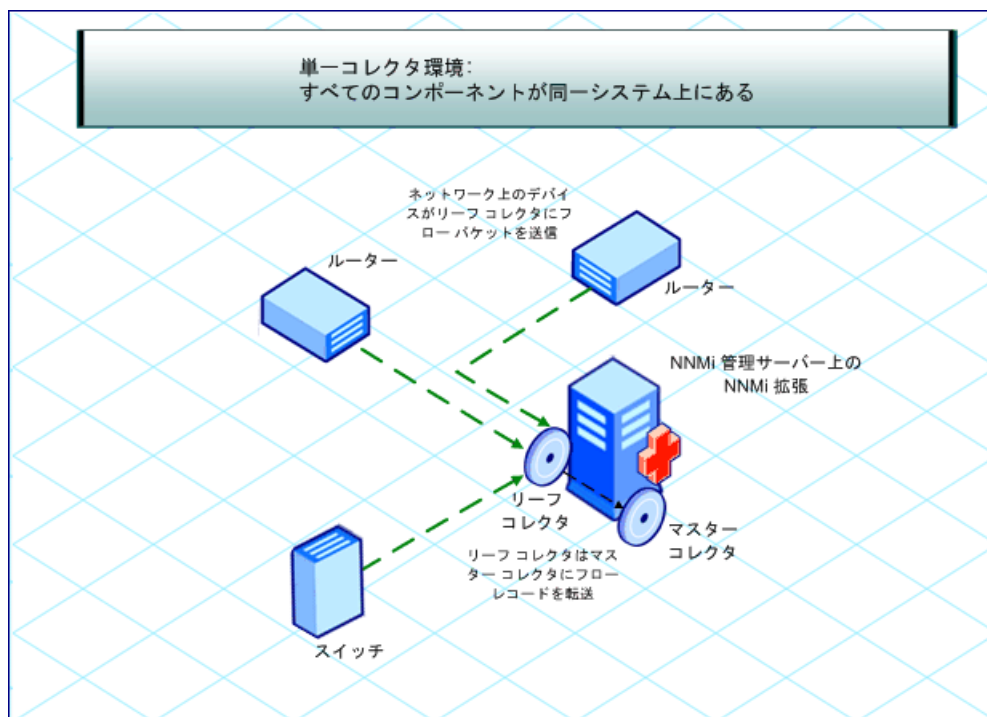 単一コレクタ環境:
すべてのコンポーネントが同一システム上にある
ネットワーク上のデバイ
スがリーフ コレクタにフ
ロー パケットを送信
ルーター
ルーター
NNMi 管理サーバー上の
NNMi 拡張
リーフ
コレクタ
マスター
コレクタ
リーフ コレクタはマス
ター コレクタにフロー
レコードを転送
スイッチ